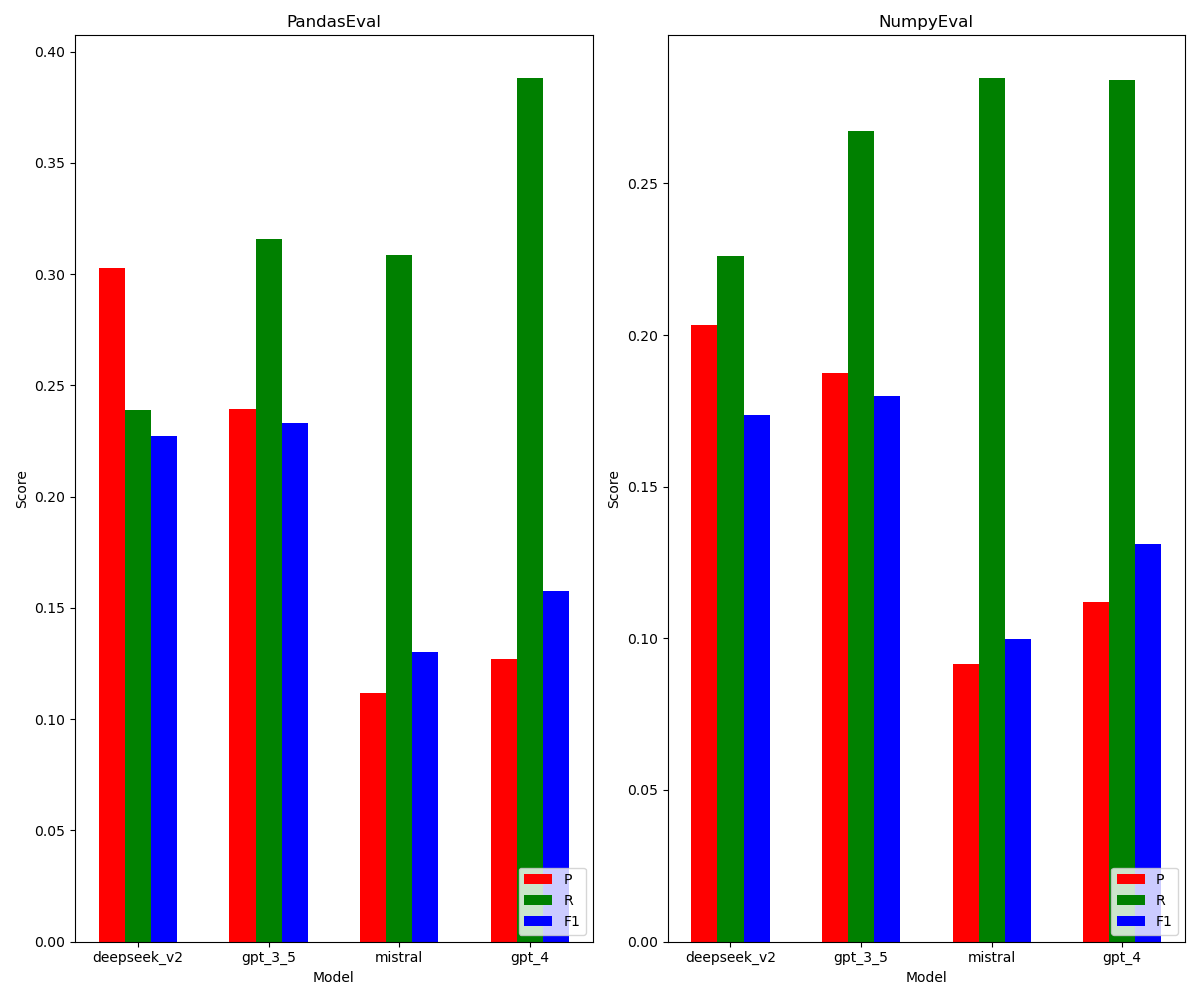 PandasEval
0.40
0.35
0.30
0.25
0.20
0.15
0.10
0.05
0.00
Score
deepseek_v2
gpt_3_5
mistral
gpt_4
Model
P
R
F1
NumpyEval
0.25
0.20
0.15
0.10
0.05
0.00
Score
deepseek_v2
gpt_3_5
mistral
gpt_4
Model
P
R
F1